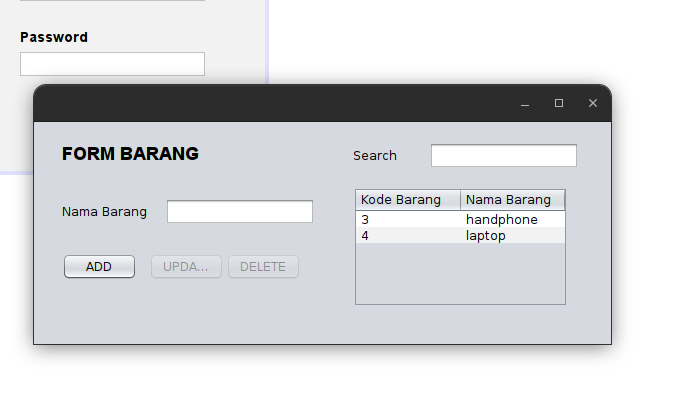 Password
FORM BARANG
Search
Nama Barang
ADD
UPDA...
DELETE
Kode Barang Nama Barang
3 handphone
4 laptop